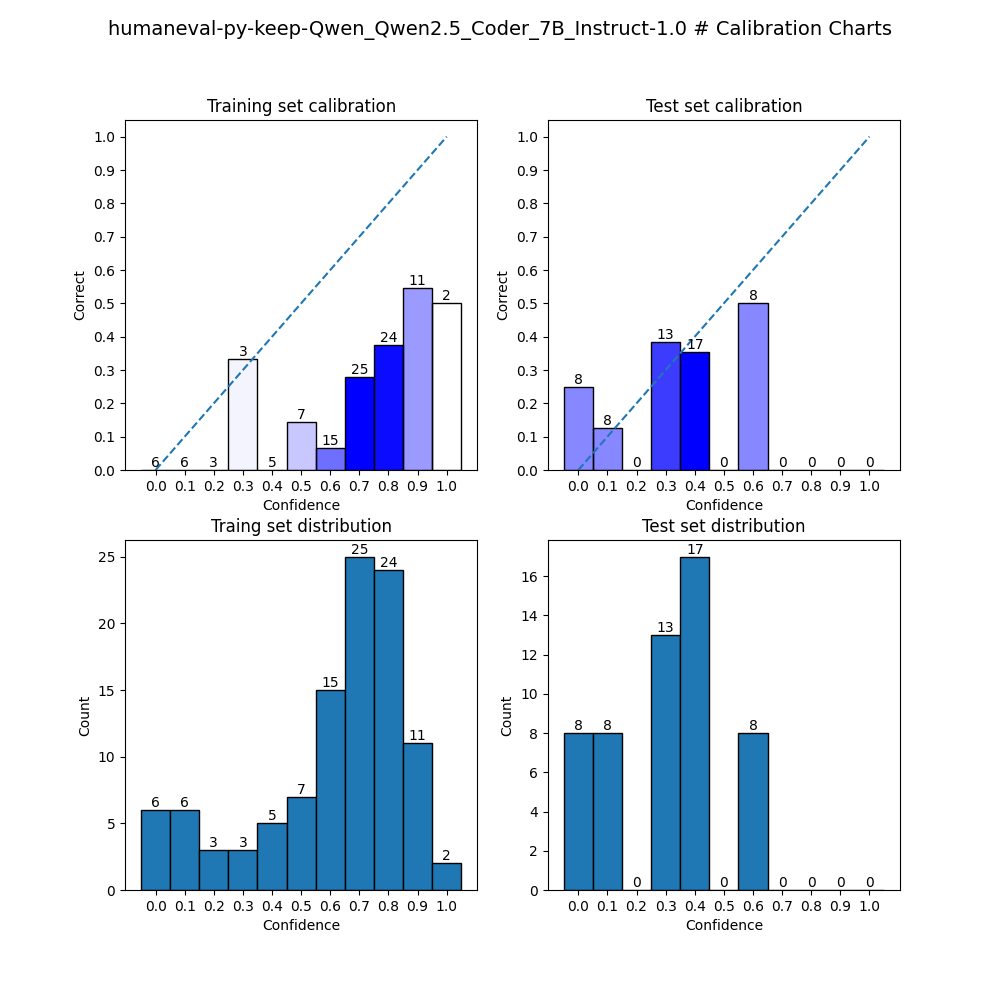 humaneval-py-keep-Qwen_Qwen2.5_Coder_7B_Instruct-1.0 # Calibration Charts
Training set calibration
1.0
0.9
0.8
0.7
0.6
0.5
0.4
0.3
0.2
0.1
0.0
Correct
6 6 3 3 5 7 15 25 24 11 2
0.0 0.1 0.2 0.3 0.4 0.5 0.6 0.7 0.8 0.9 1.0
Confidence
Test set calibration
1.0
0.9
0.8
0.7
0.6
0.5
0.4
0.3
0.2
0.1
0.0
Correct
8 8 0 13 17 0 8 0 0 0 0
0.0 0.1 0.2 0.3 0.4 0.5 0.6 0.7 0.8 0.9 1.0
Confidence
Traing set distribution
25
20
15
10
5
0
Count
6 6 3 3 5 7 15 25 24 11 2
0.0 0.1 0.2 0.3 0.4 0.5 0.6 0.7 0.8 0.9 1.0
Confidence
Test set distribution
16
14
12
10
8
6
4
2
0
Count
8 8 0 13 17 0 8 0 0 0 0
0.0 0.1 0.2 0.3 0.4 0.5 0.6 0.7 0.8 0.9 1.0
Confidence